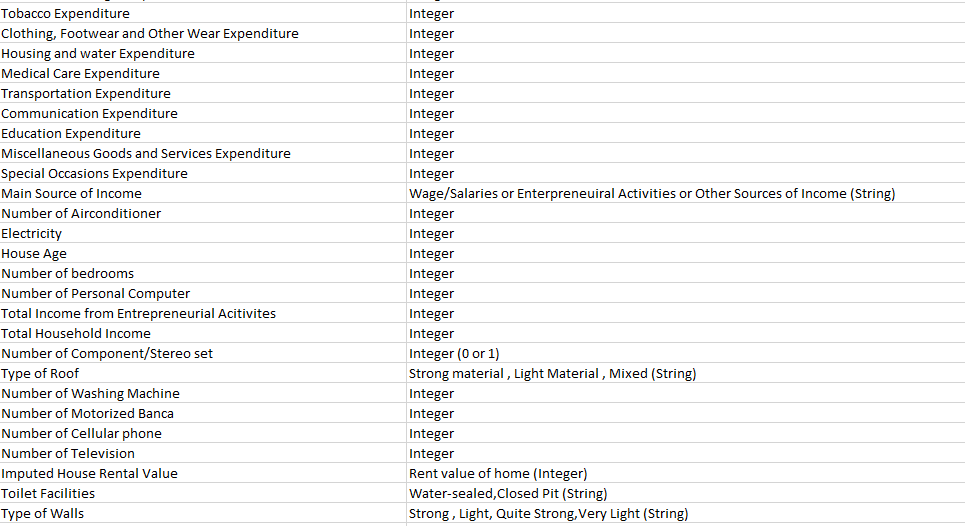 Tobacco Expenditure Integer
Clothing, Footwear and Other Wear Expenditure Integer
Housing and water Expenditure Integer
Medical Care Expenditure Integer
Transportation Expenditure Integer
Communication Expenditure Integer
Education Expenditure Integer
Miscellaneous Goods and Services Expenditure Integer
Special Occasions Expenditure Integer
Main Source of Income Wage/Salaries or Enterpreneuiral Activities or Other Sources of Income (String)
Number of Airconditioner Integer
Electricity Integer
House Age Integer
Number of bedrooms Integer
Number of Personal Computer Integer
Total Income from Entrepreneurial Acitivites Integer
Total Household Income Integer
Number of Component/Stereo set Integer (0 or 1)
Type of Roof Strong material , Light Material , Mixed (String)
Number of Washing Machine Integer
Number of Motorized Banca Integer
Number of Cellular phone Integer
Number of Television Integer
Imputed House Rental Value Rent value of home (Integer)
Toilet Facilities Water-sealed,Closed Pit (String)
Type of Walls Strong , Light, Quite Strong,Very Light (String)